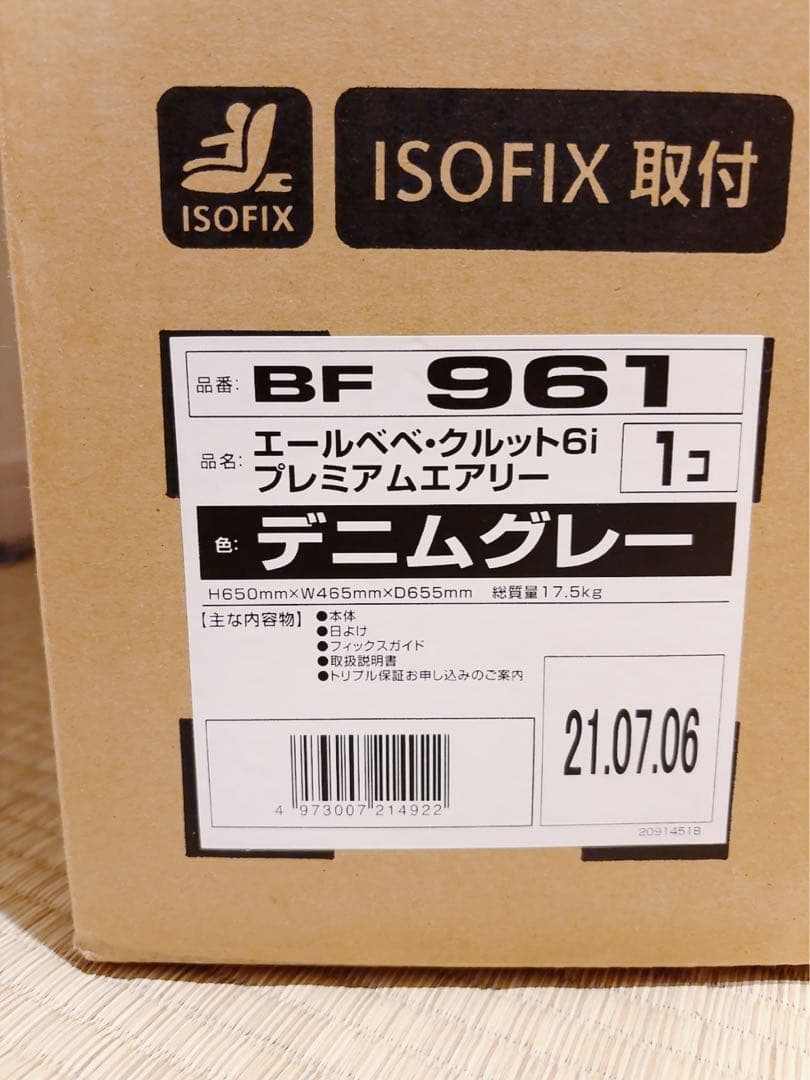 ISOFIX
ISOFIX 取付
品番: BF 961
品名: エールベベ・クルット6i
プレミアムエアリー
1コ
色: デニムグレー
H650mm×W465mm×D655mm 総質量17.5kg
【主な内容物】 ●本体
●日よけ
●フィックスガイド
●取扱説明書
●トリプル保証お申し込みのご案内
21.07.06
4 973007 214922
2091451B